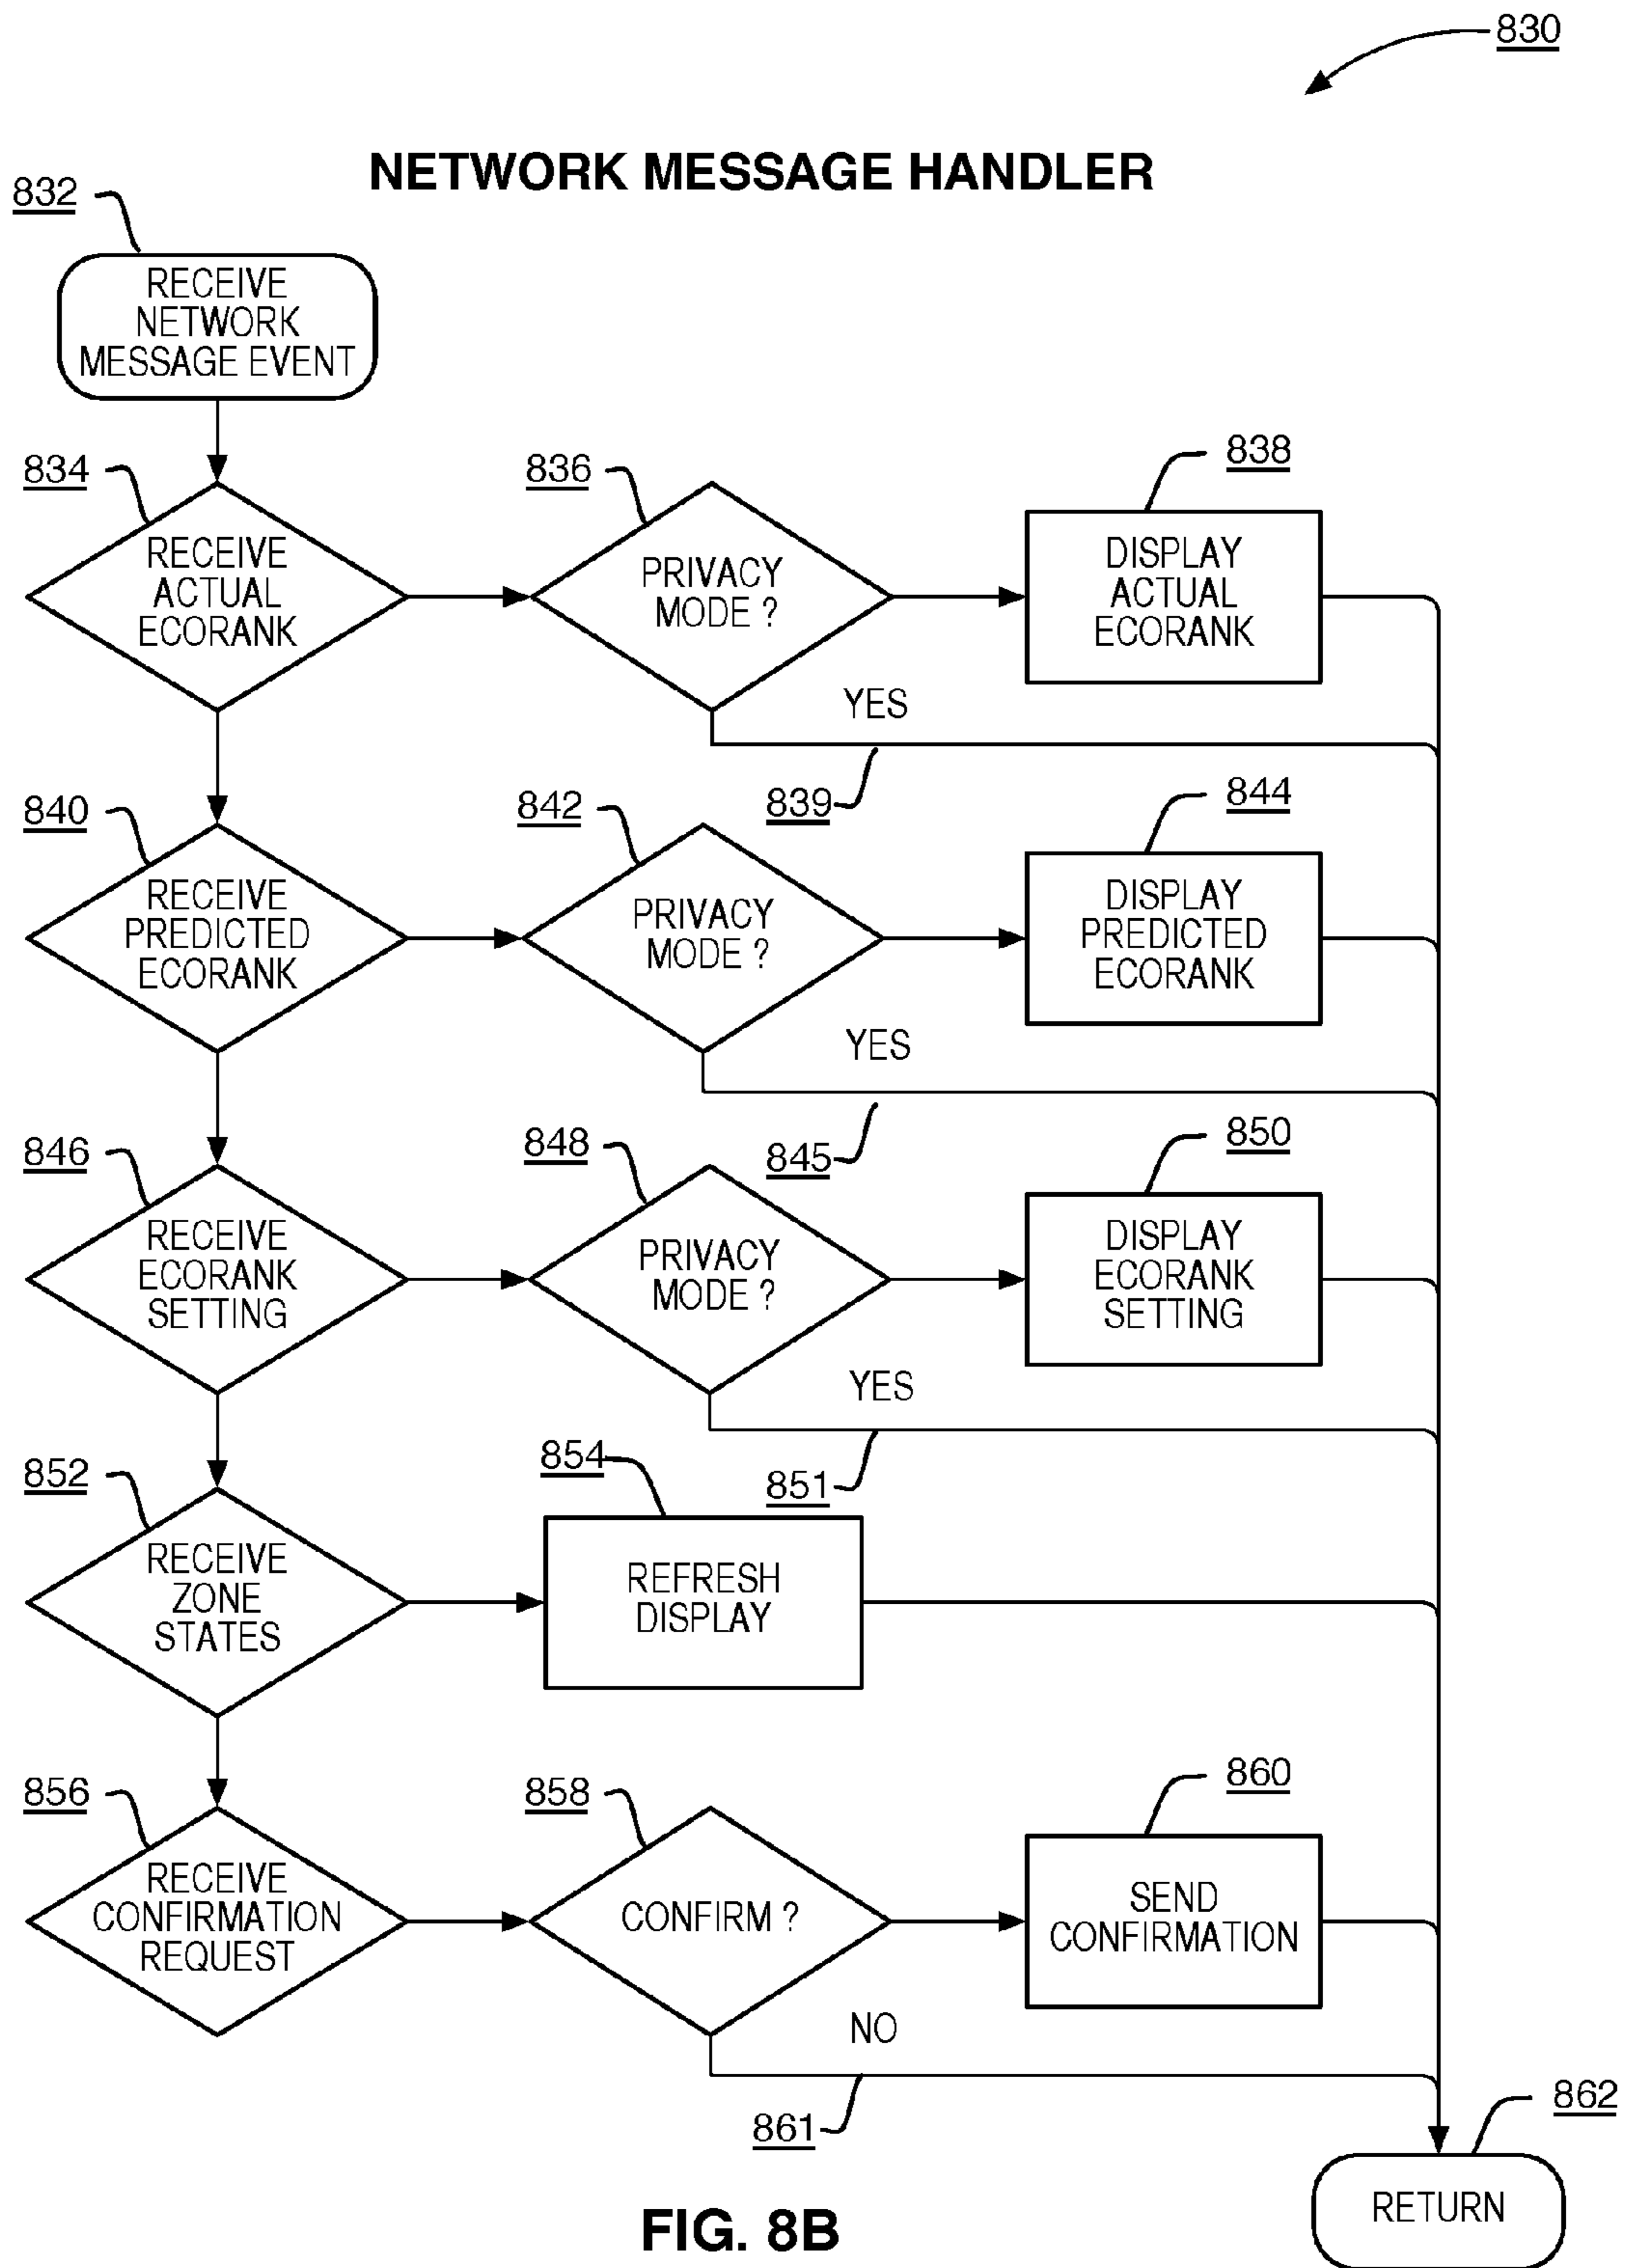 830
NETWORK MESSAGE HANDLER
832
RECEIVE
NETWORK
MESSAGE EVENT
834
RECEIVE
ACTUAL
ECORANK
836
PRIVACY
MODE ?
838
DISPLAY
ACTUAL
ECORANK
YES
839
840
RECEIVE
PREDICTED
ECORANK
842
PRIVACY
MODE ?
844
DISPLAY
PREDICTED
ECORANK
YES
845
846
RECEIVE
ECORANK
SETTING
848
PRIVACY
MODE ?
850
DISPLAY
ECORANK
SETTING
YES
851
852
RECEIVE
ZONE
STATES
854
REFRESH
DISPLAY
856
RECEIVE
CONFIRMATION
REQUEST
858
CONFIRM ?
860
SEND
CONFIRMATION
NO
861
862
RETURN
FIG. 8B